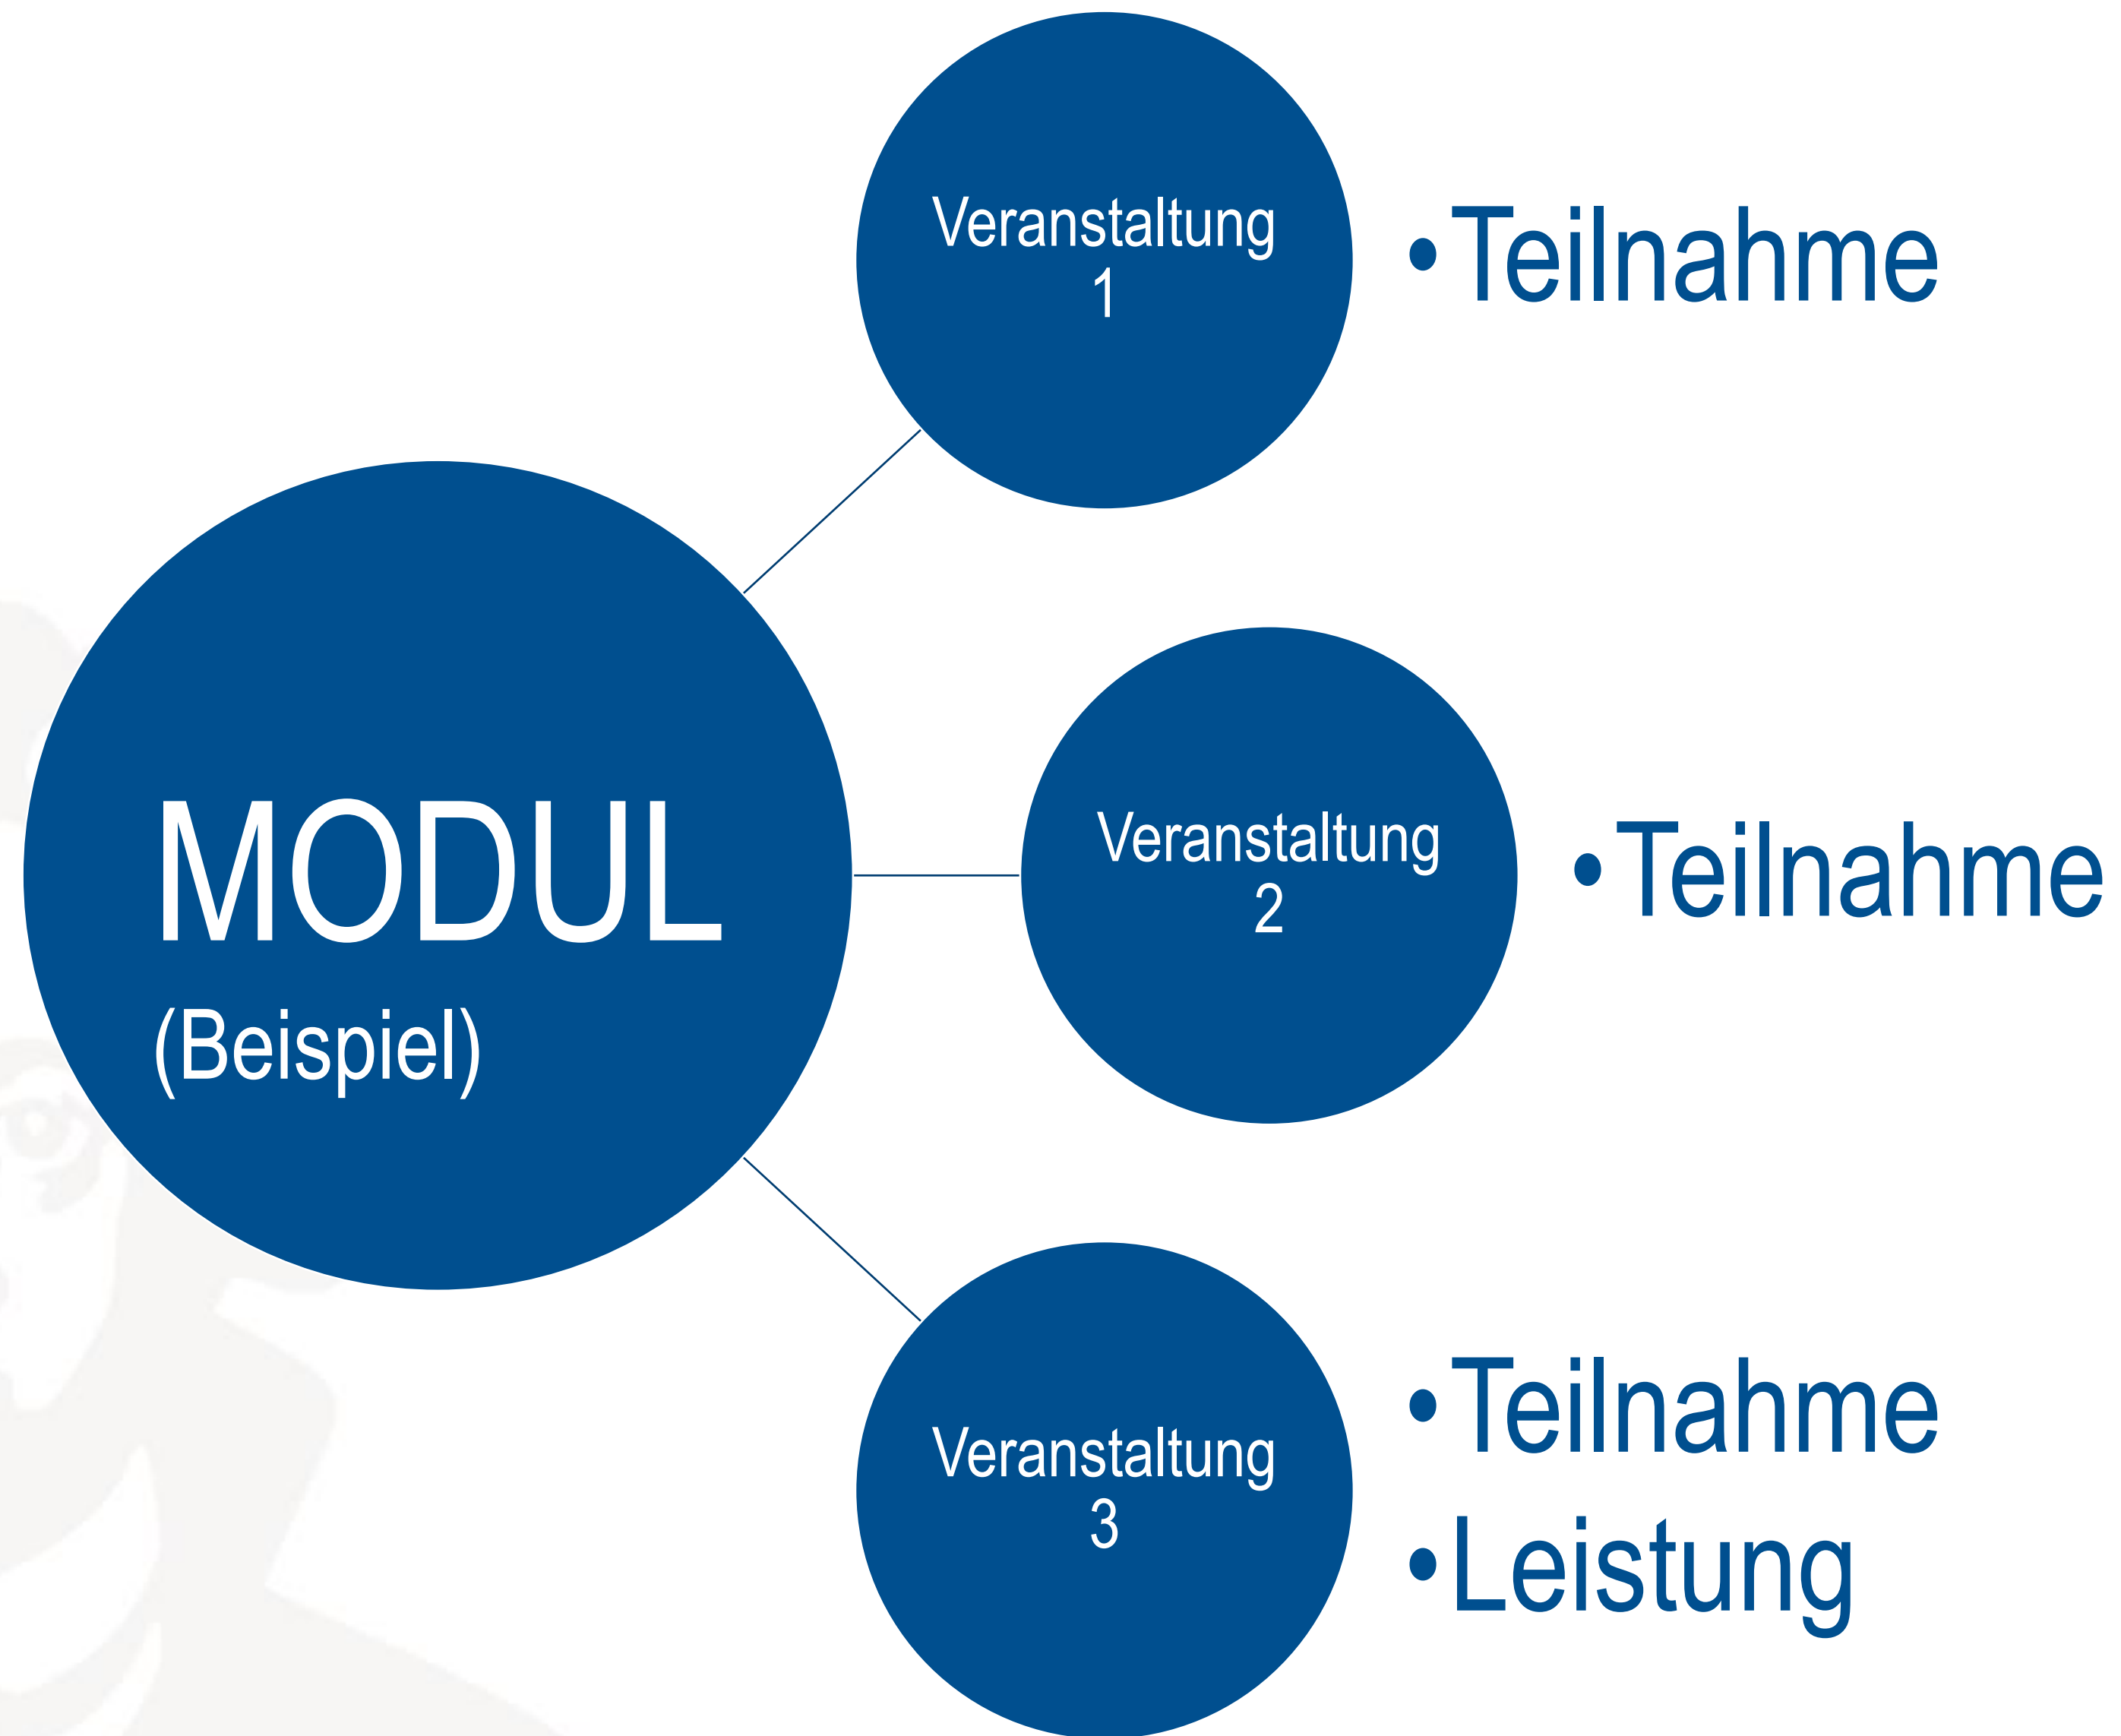 Veranstaltung
1
•Teilnahme
MODUL
(Beispiel)
Veranstaltung
2
•Teilnahme
Veranstaltung
3
•Teilnahme
•Leistung